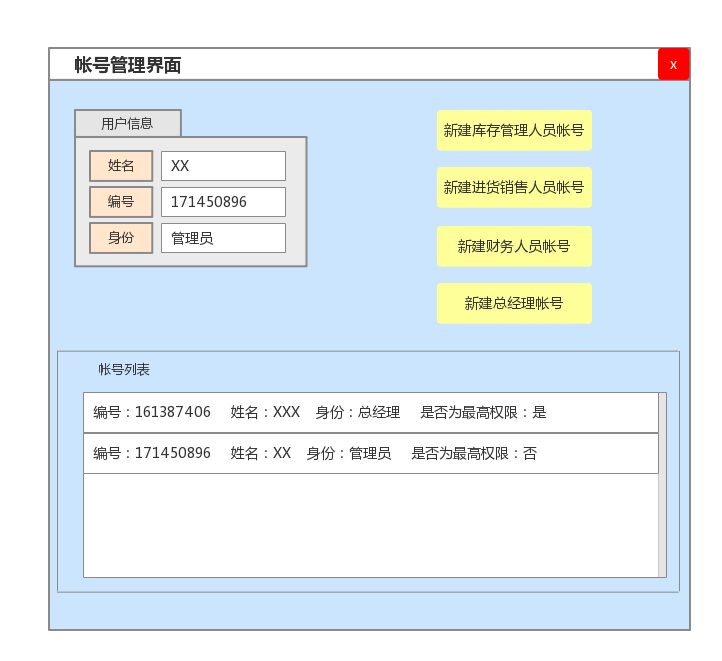 帐号管理界面
x
用户信息
姓名
XX
编号
171450896
身份
管理员
新建库存管理人员帐号
新建进货销售人员帐号
新建财务人员帐号
新建总经理帐号
帐号列表
编号：161387406 姓名：XXX 身份：总经理 是否为最高权限：是
编号：171450896 姓名：XX 身份：管理员 是否为最高权限：否